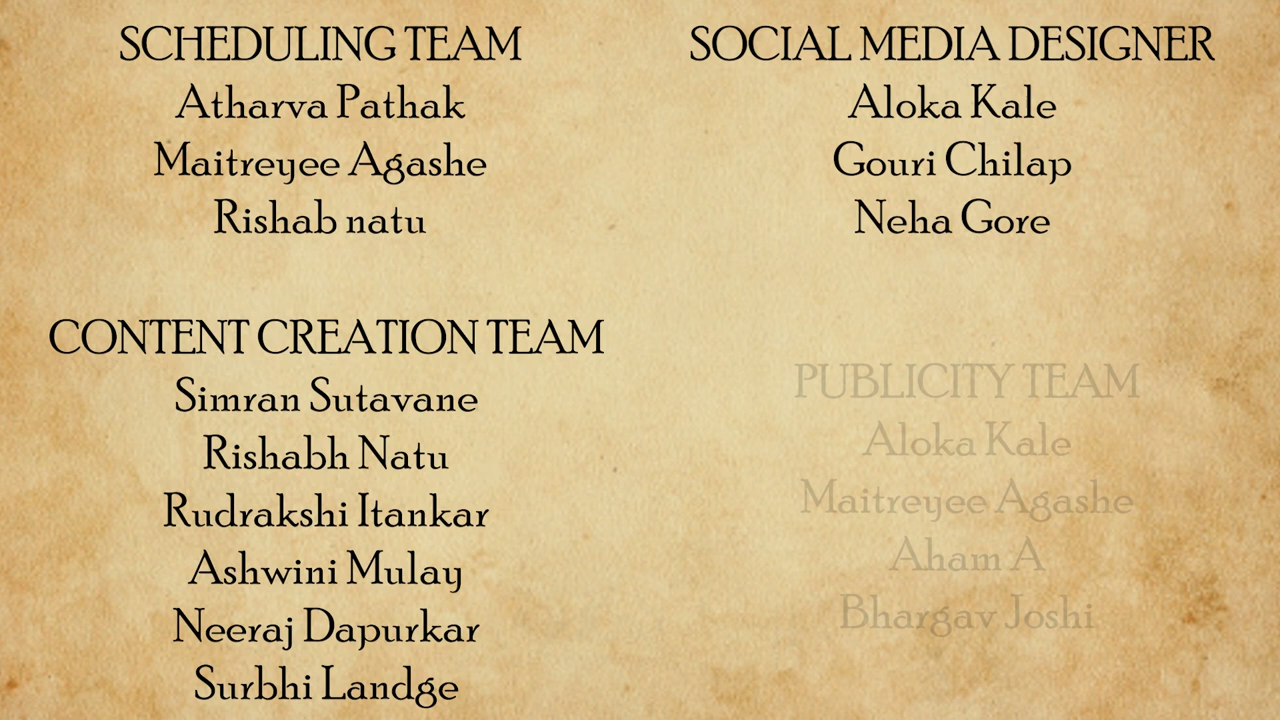 SCHEDULING TEAM
Atharva Pathak
Maitreyee Agashe
Rishab natu
SOCIAL MEDIA DESIGNER
Aloka Kale
Gouri Chilap
Neha Gore
CONTENT CREATION TEAM
Simran Sutavane
Rishabh Natu
Rudrakshi Itankar
Ashwini Mulay
Neeraj Dapurkar
Surbhi Landge
PUBLICITY TEAM
Aloka Kale
Maitreyee Agashe
Aham A
Bhargav Joshi